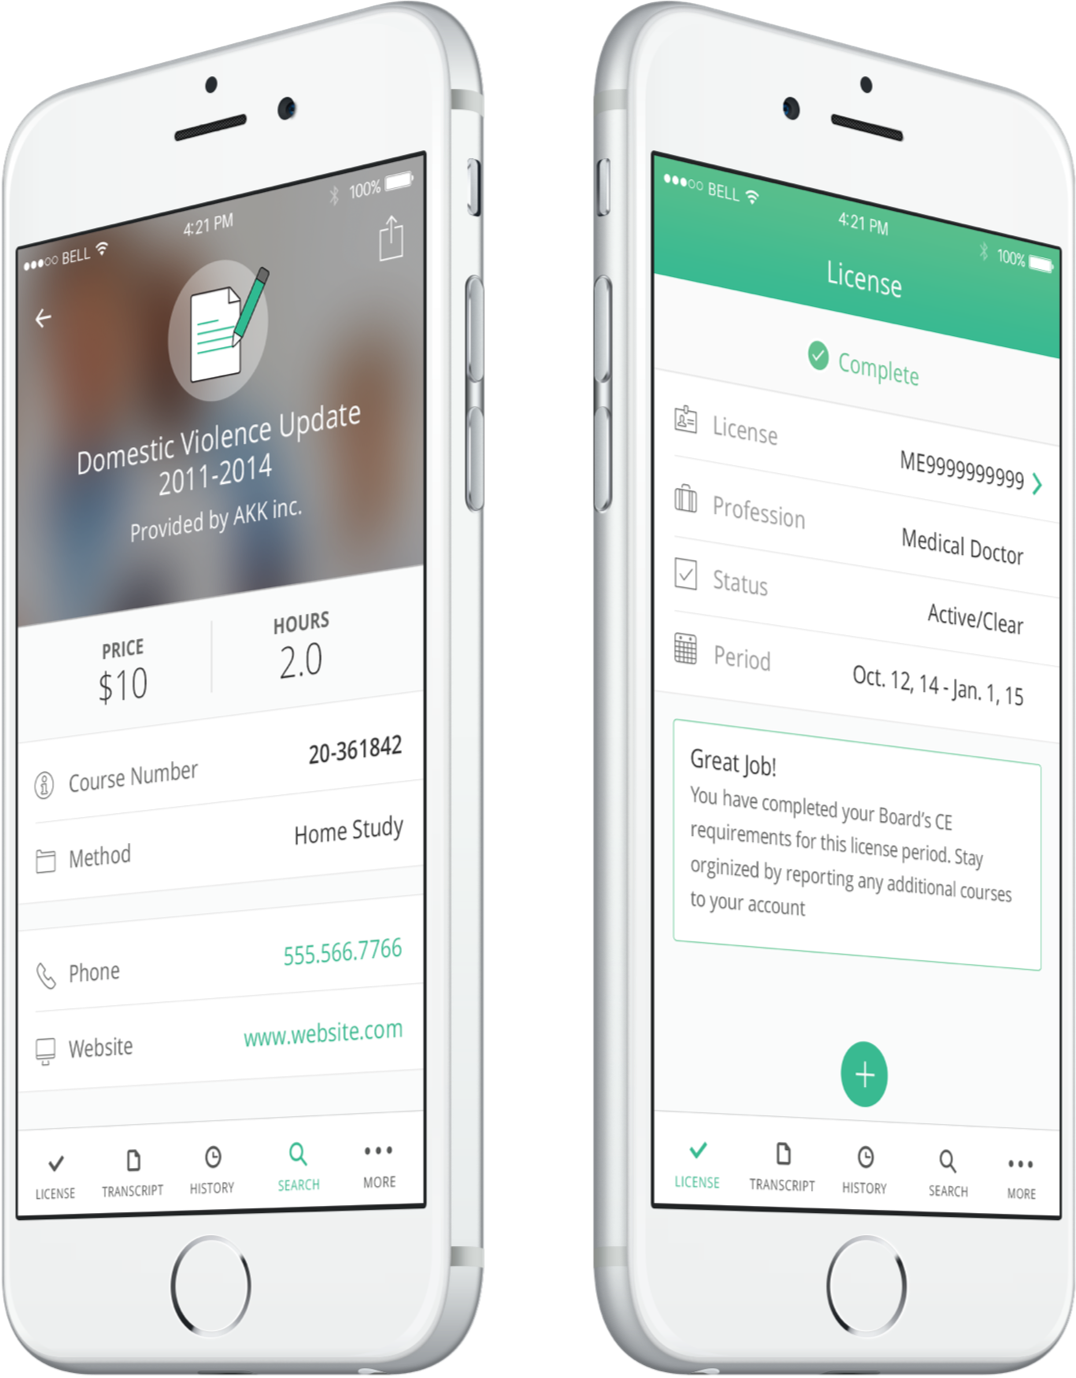 BELL
4:21 PM
100%
Domestic Violence Update
2011-2014
Provided by AKK inc.
PRICE
$10
HOURS
2.0
Course Number
20-361842
Method
Home Study
Phone
555.566.7766
Website
www.website.com
LICENSE
TRANSCRIPT
HISTORY
SEARCH
MORE
BELL
4:21 PM
100%
License
Complete
License
ME9999999999
Profession
Medical Doctor
Status
Active/Clear
Period
Oct. 12, 14 - Jan. 1, 15
Great Job!
You have completed your Board's CE
requirements for this license period. Stay
orginized by reporting any additional courses
to your account
LICENSE
TRANSCRIPT
HISTORY
SEARCH
MORE